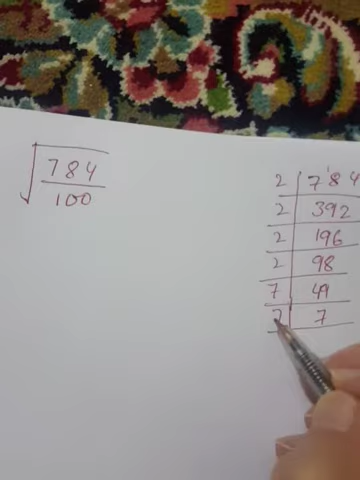 √784/100
2 | 784
2 | 392
2 | 196
2 | 98
7 | 49
7 | 7